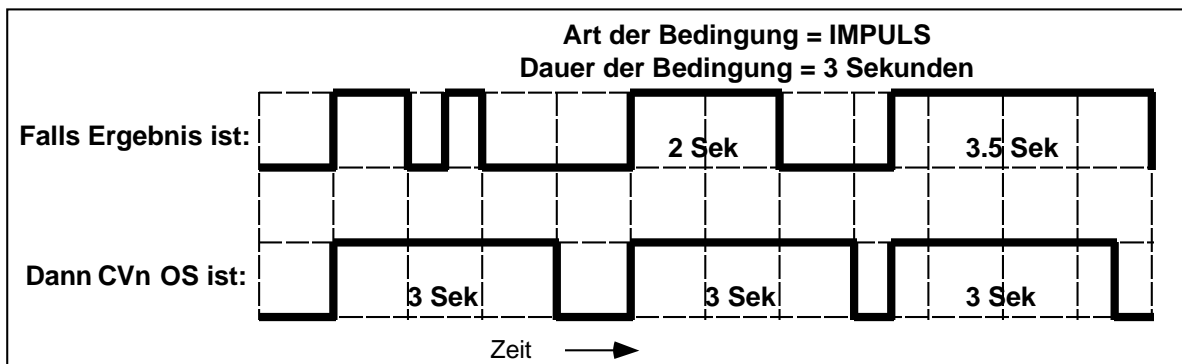 Art der Bedingung = IMPULS
Dauer der Bedingung = 3 Sekunden
Falls Ergebnis ist:
2 Sek
3.5 Sek
Dann CVn OS ist:
3 Sek
3 Sek
3 Sek
Zeit